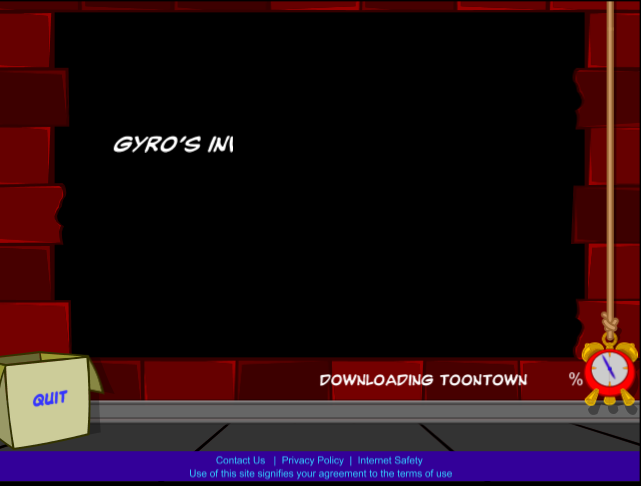 GYRO'S IN
DOWNLOADING TOONTOWN %
QUIT
Contact Us | Privacy Policy | Internet Safety
Use of this site signifies your agreement to the terms of use